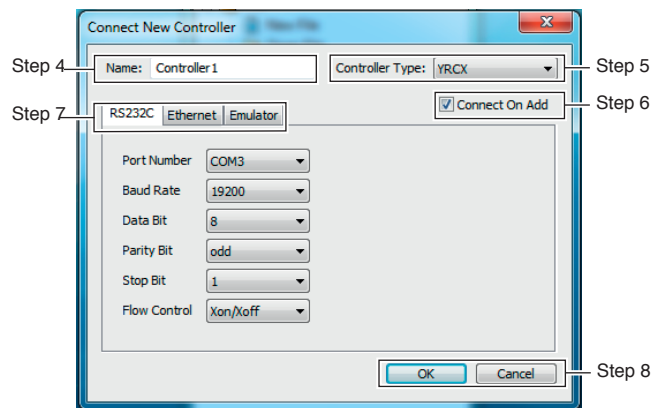 Connect New Controller
Step 4
Name: Controller1
Controller Type: YRCX
Step 5
Connect On Add
Step 6
Step 7
RS232C Ethernet Emulator
Port Number COM3
Baud Rate 19200
Data Bit 8
Parity Bit odd
Stop Bit 1
Flow Control Xon/Xoff
OK Cancel
Step 8